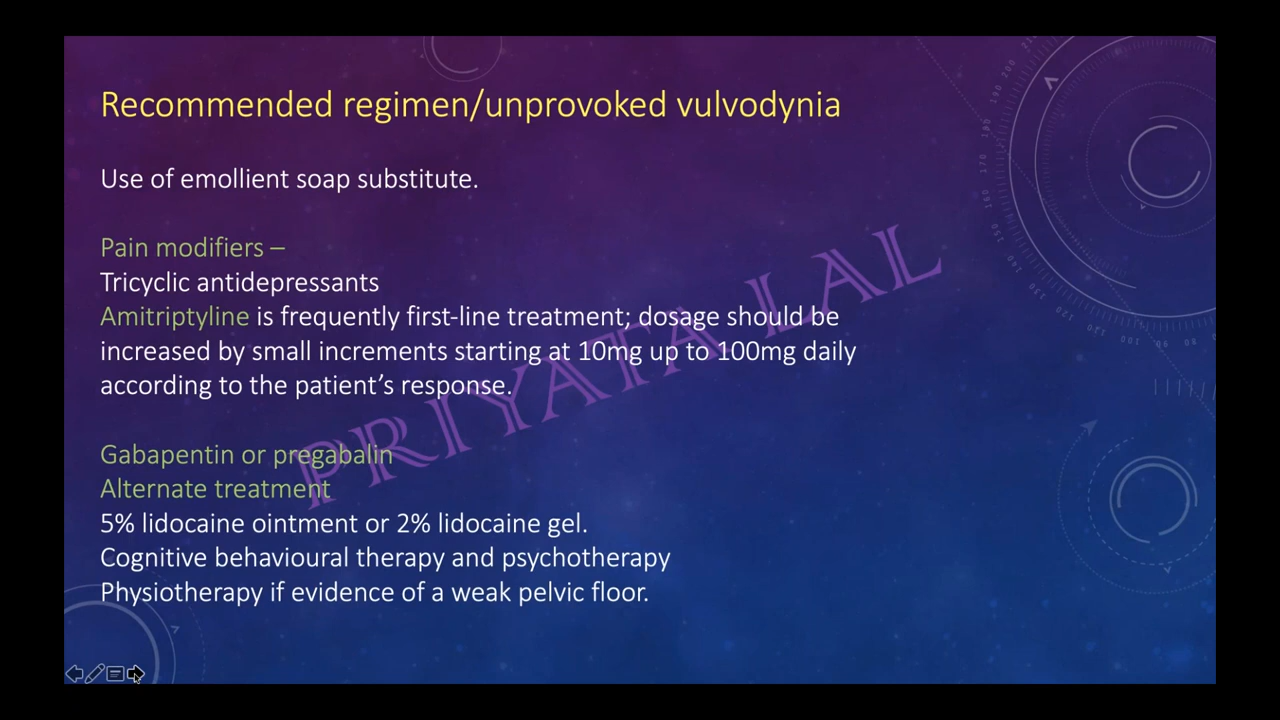 Recommended regimen/unprovoked vulvodynia
Use of emollient soap substitute.
Pain modifiers –
Tricyclic antidepressants
Amitriptyline is frequently first-line treatment; dosage should be
increased by small increments starting at 10mg up to 100mg daily
according to the patient's response.
Gabapentin or pregabalin
Alternate treatment
5% lidocaine ointment or 2% lidocaine gel.
Cognitive behavioural therapy and psychotherapy
Physiotherapy if evidence of a weak pelvic floor.
PRIYATA LAL